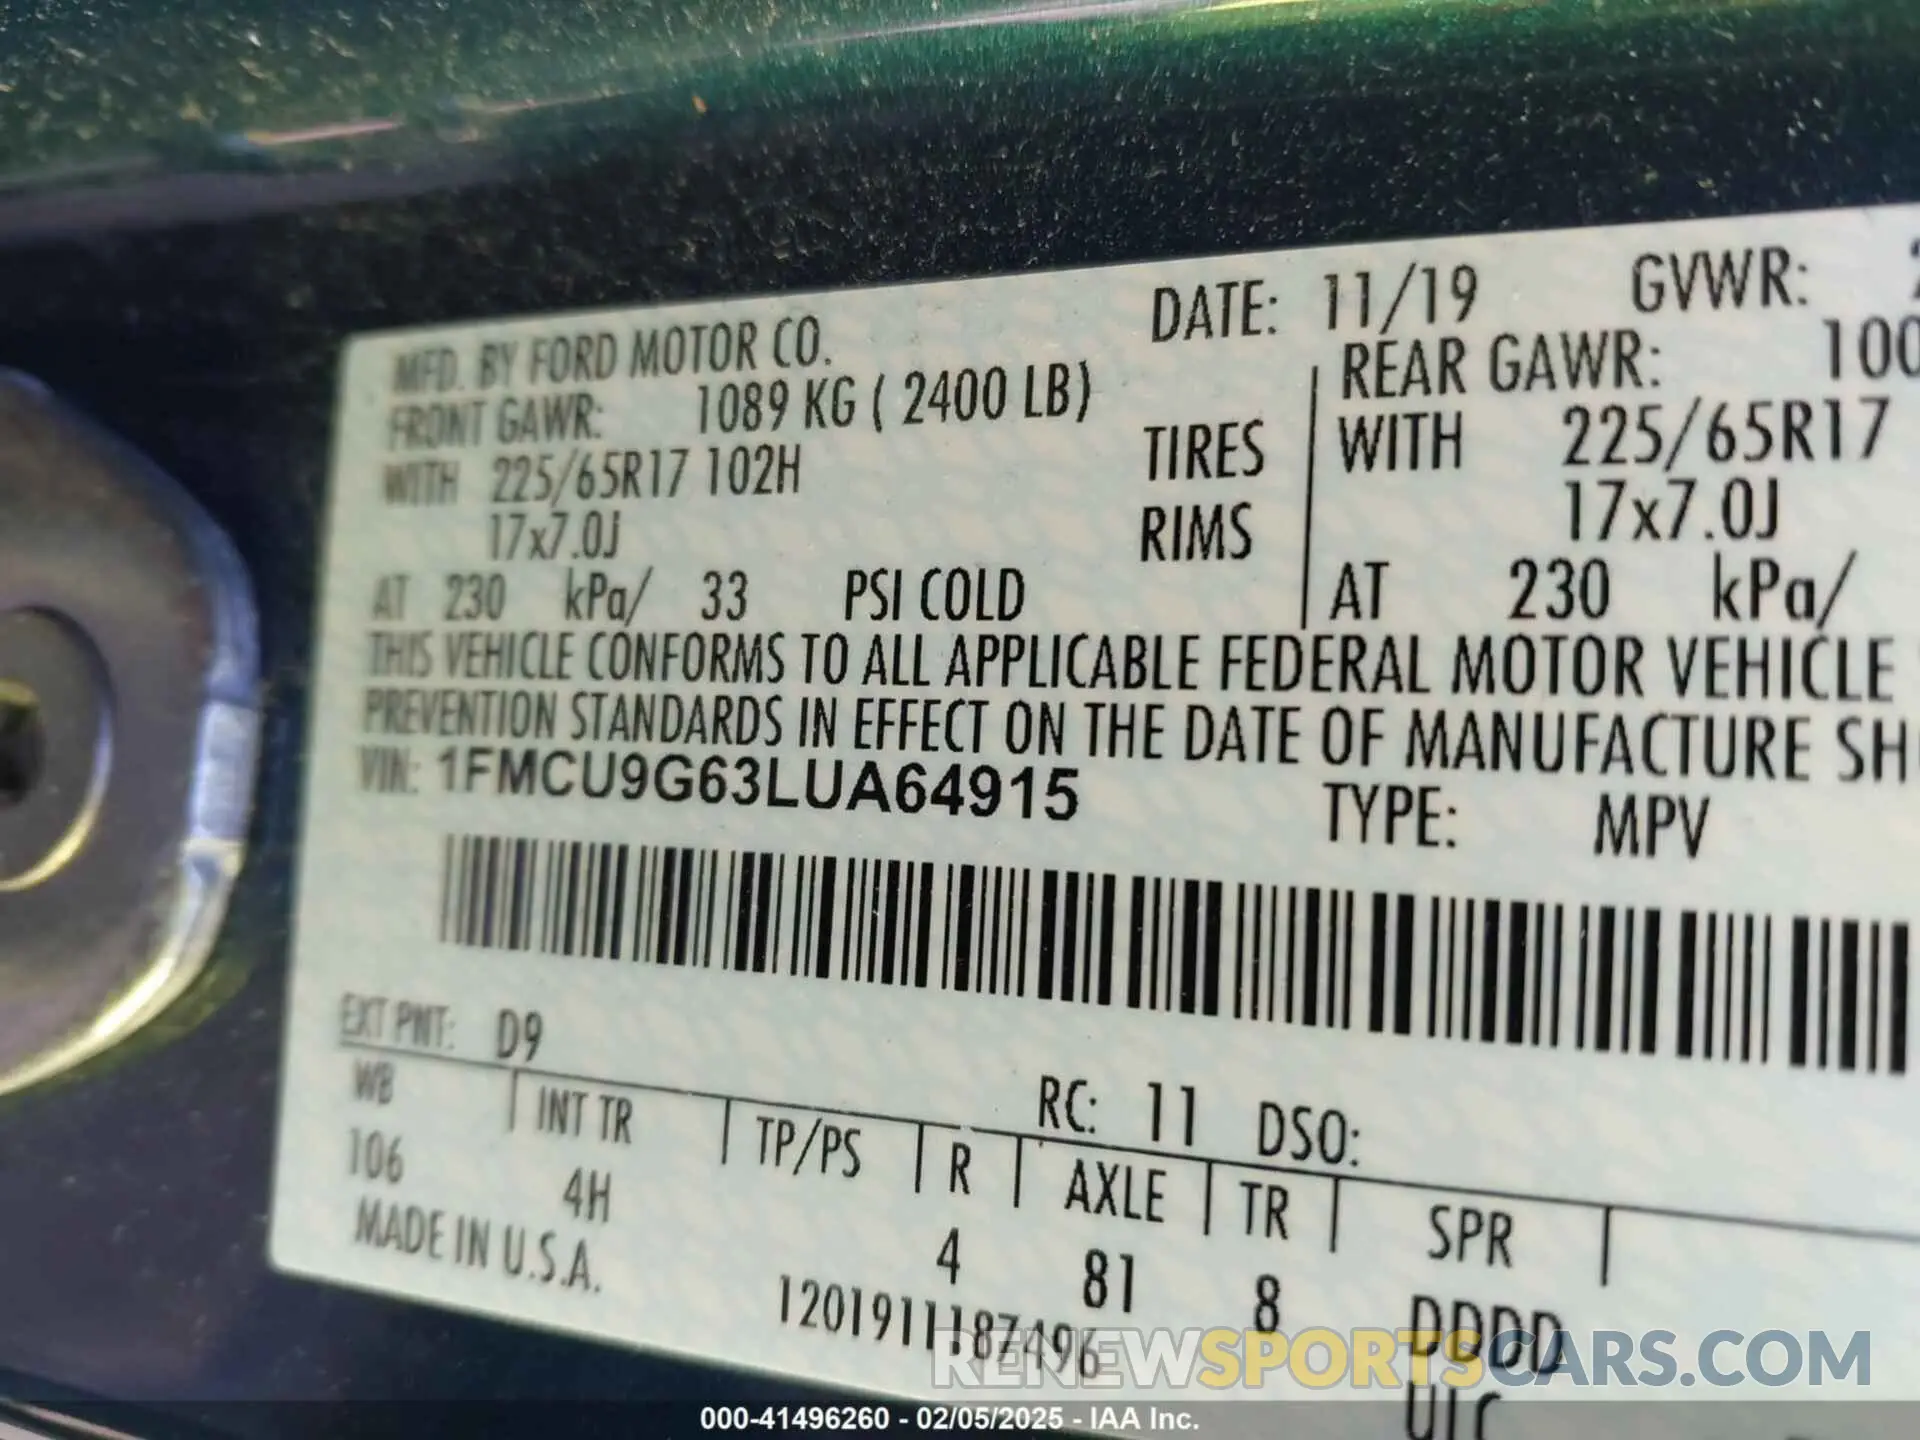 DATE: 11/19 GVWR:
MFD. BY FORD MOTOR CO.
FRONT GAWR: 1089 KG ( 2400 LB) REAR GAWR: 100
WITH 225/65R17 102H TIRES WITH 225/65R17
17x7.0J RIMS 17x7.0J
AT 230 kPa/ 33 PSI COLD AT 230 kPa/
THIS VEHICLE CONFORMS TO ALL APPLICABLE FEDERAL MOTOR VEHICLE
PREVENTION STANDARDS IN EFFECT ON THE DATE OF MANUFACTURE SH
VIN: 1FMCU9G63LUA64915 TYPE: MPV
EXT PNT: D9 RC: 11 DSO:
WB INT TR TP/PS R AXLE TR SPR
106 4H 4 81 8 DDDD
MADE IN U.S.A. 1201911187496
RENEWSPORTSCARS.COM
000-41496260 - 02/05/2025 - IAA Inc.